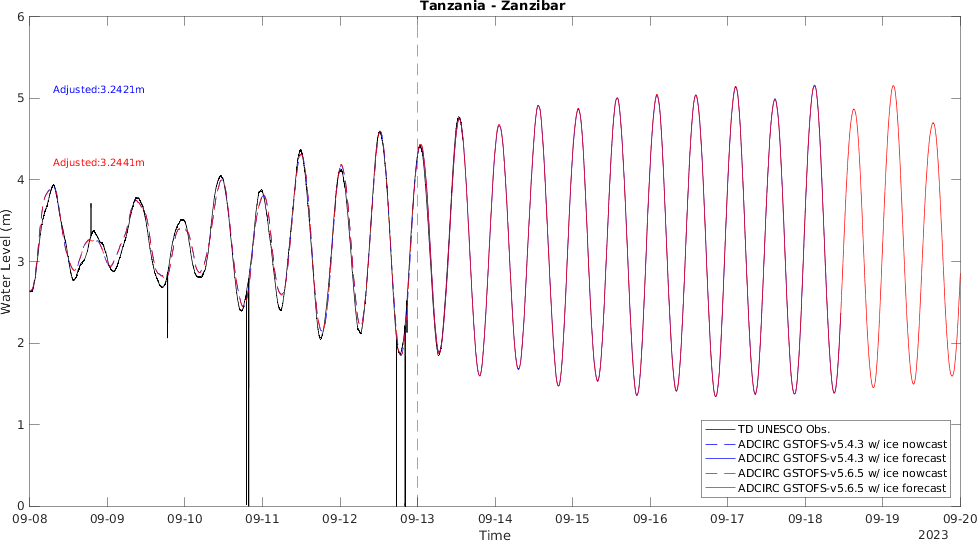 Tanzania - Zanzibar
6
5
4
3
2
1
0
Water Level (m)
Adjusted:3.2421m
Adjusted:3.2441m
TD UNESCO Obs.
ADCIRC GSTOFS-v5.4.3 w/ ice nowcast
ADCIRC GSTOFS-v5.4.3 w/ ice forecast
ADCIRC GSTOFS-v5.6.5 w/ ice nowcast
ADCIRC GSTOFS-v5.6.5 w/ ice forecast
09-08 09-10 09-10 09-11 09-12 09-13 09-14 09-15 09-16 09-17 09-18 09-19 09-20
Time
2023